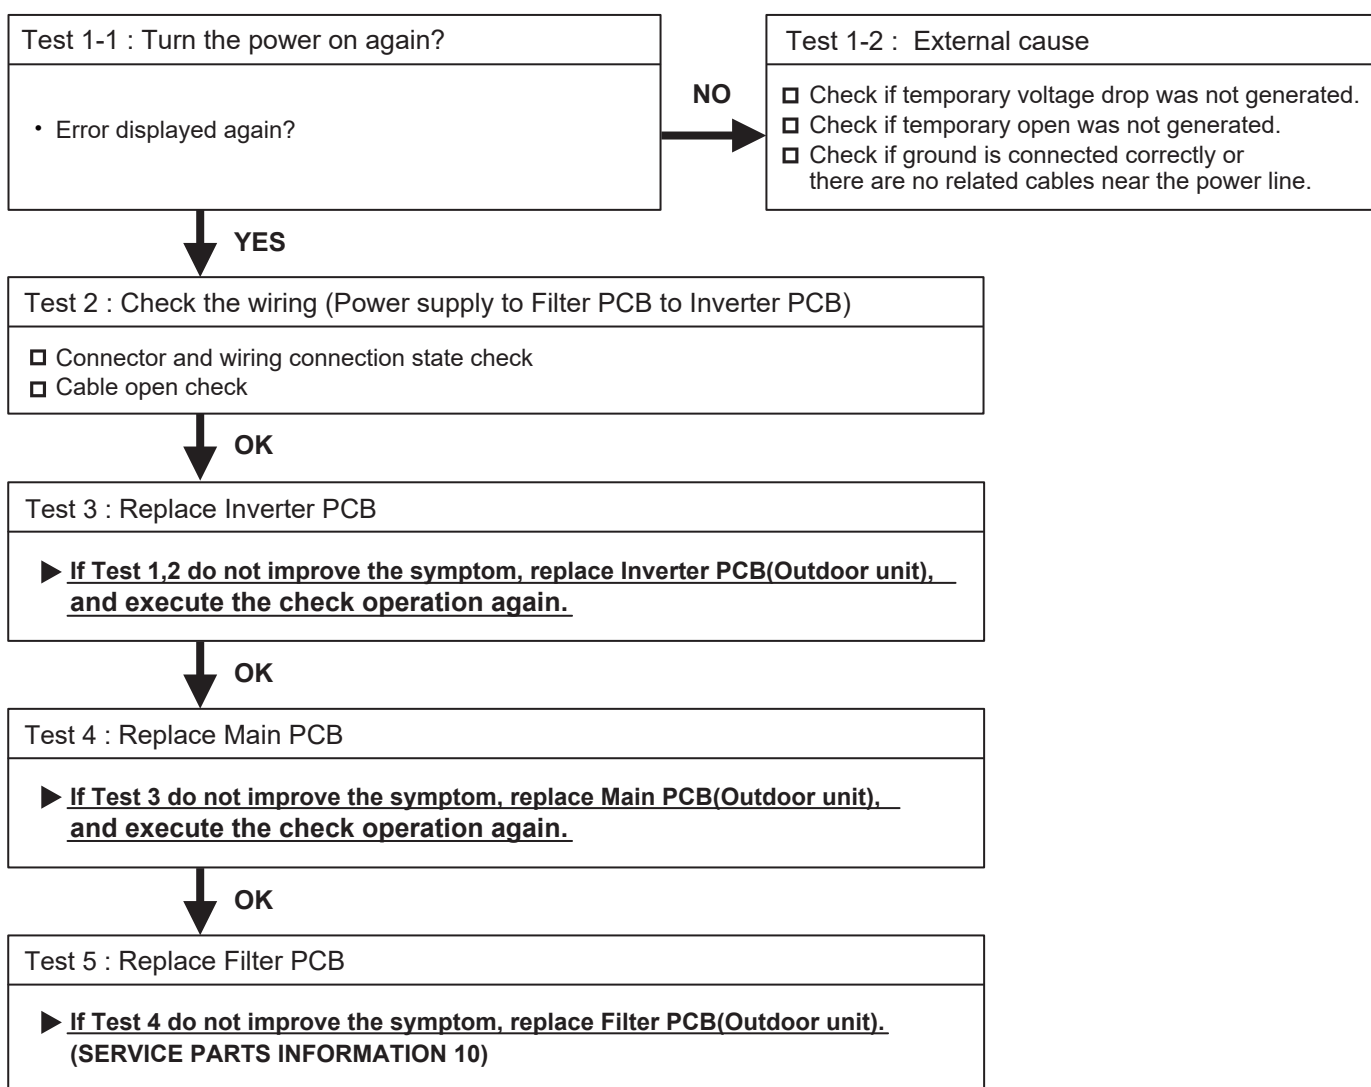 Test 1-1 : Turn the power on again?
• Error displayed again?
NO
Test 1-2 :  External cause
Check if temporary voltage drop was not generated.
Check if temporary open was not generated.
Check if ground is connected correctly or
there are no related cables near the power line.
YES
Test 2 : Check the wiring (Power supply to Filter PCB to Inverter PCB)
Connector and wiring connection state check
Cable open check
OK
Test 3 : Replace Inverter PCB
▶ If Test 1,2 do not improve the symptom, replace Inverter PCB(Outdoor unit),
and execute the check operation again.
OK
Test 4 : Replace Main PCB
▶ If Test 3 do not improve the symptom, replace Main PCB(Outdoor unit),
and execute the check operation again.
OK
Test 5 : Replace Filter PCB
▶ If Test 4 do not improve the symptom, replace Filter PCB(Outdoor unit).
(SERVICE PARTS INFORMATION 10)